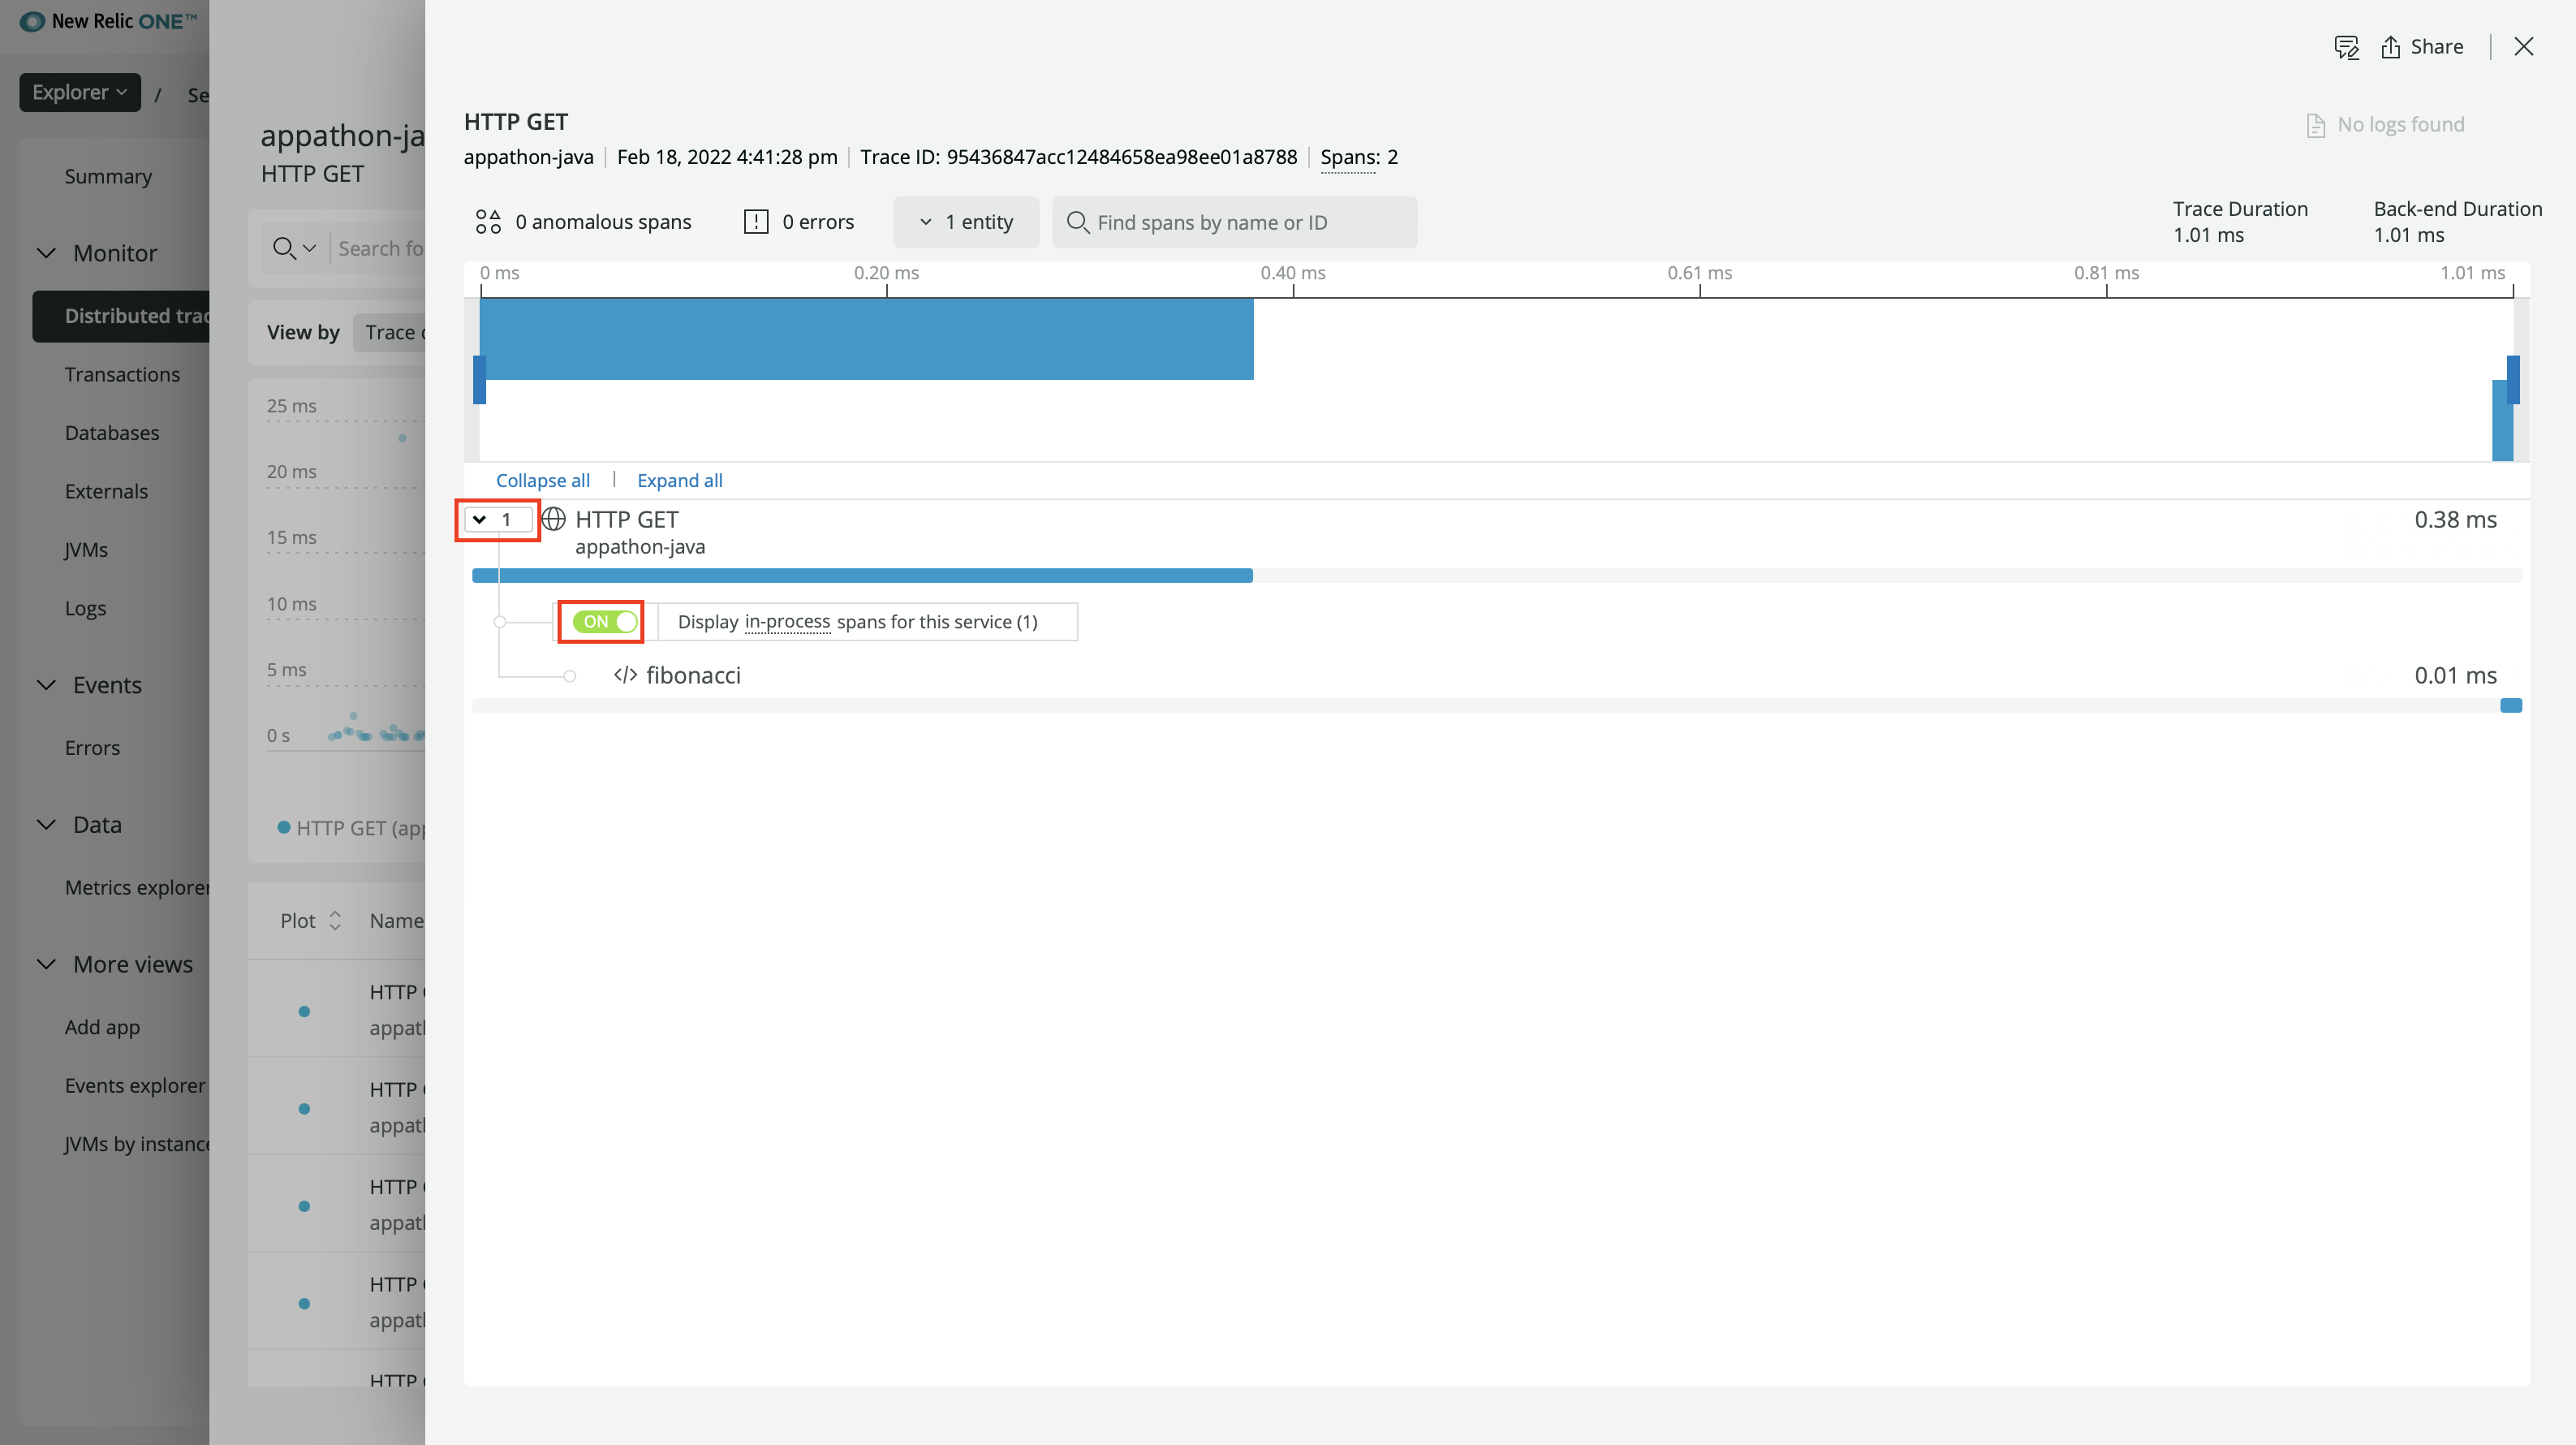 New Relic ONE™
Explorer
/
Se
Summary
Monitor
Distributed trac
Transactions
Databases
Externals
JVMs
Logs
Events
Errors
Data
Metrics explorer
More views
Add app
Events explorer
JVMs by instance
appathon-ja
HTTP GET
Search fo
View by
Trace
25 ms
20 ms
15 ms
10 ms
5 ms
0 s
HTTP GET (app
Plot
Name
HTTP
appath
HTTP
appath
HTTP
appath
HTTP
appath
HTTP
Share
HTTP GET
No logs found
appathon-java | Feb 18, 2022 4:41:28 pm | Trace ID: 95436847acc12484658ea98ee01a8788 | Spans: 2
0 anomalous spans
0 errors
1 entity
Find spans by name or ID
Trace Duration
1.01 ms
Back-end Duration
1.01 ms
0 ms
0.20 ms
0.40 ms
0.61 ms
0.81 ms
1.01 ms
Collapse all | Expand all
1
HTTP GET
0.38 ms
appathon-java
ON
Display in-process spans for this service (1)
</> fibonacci
0.01 ms